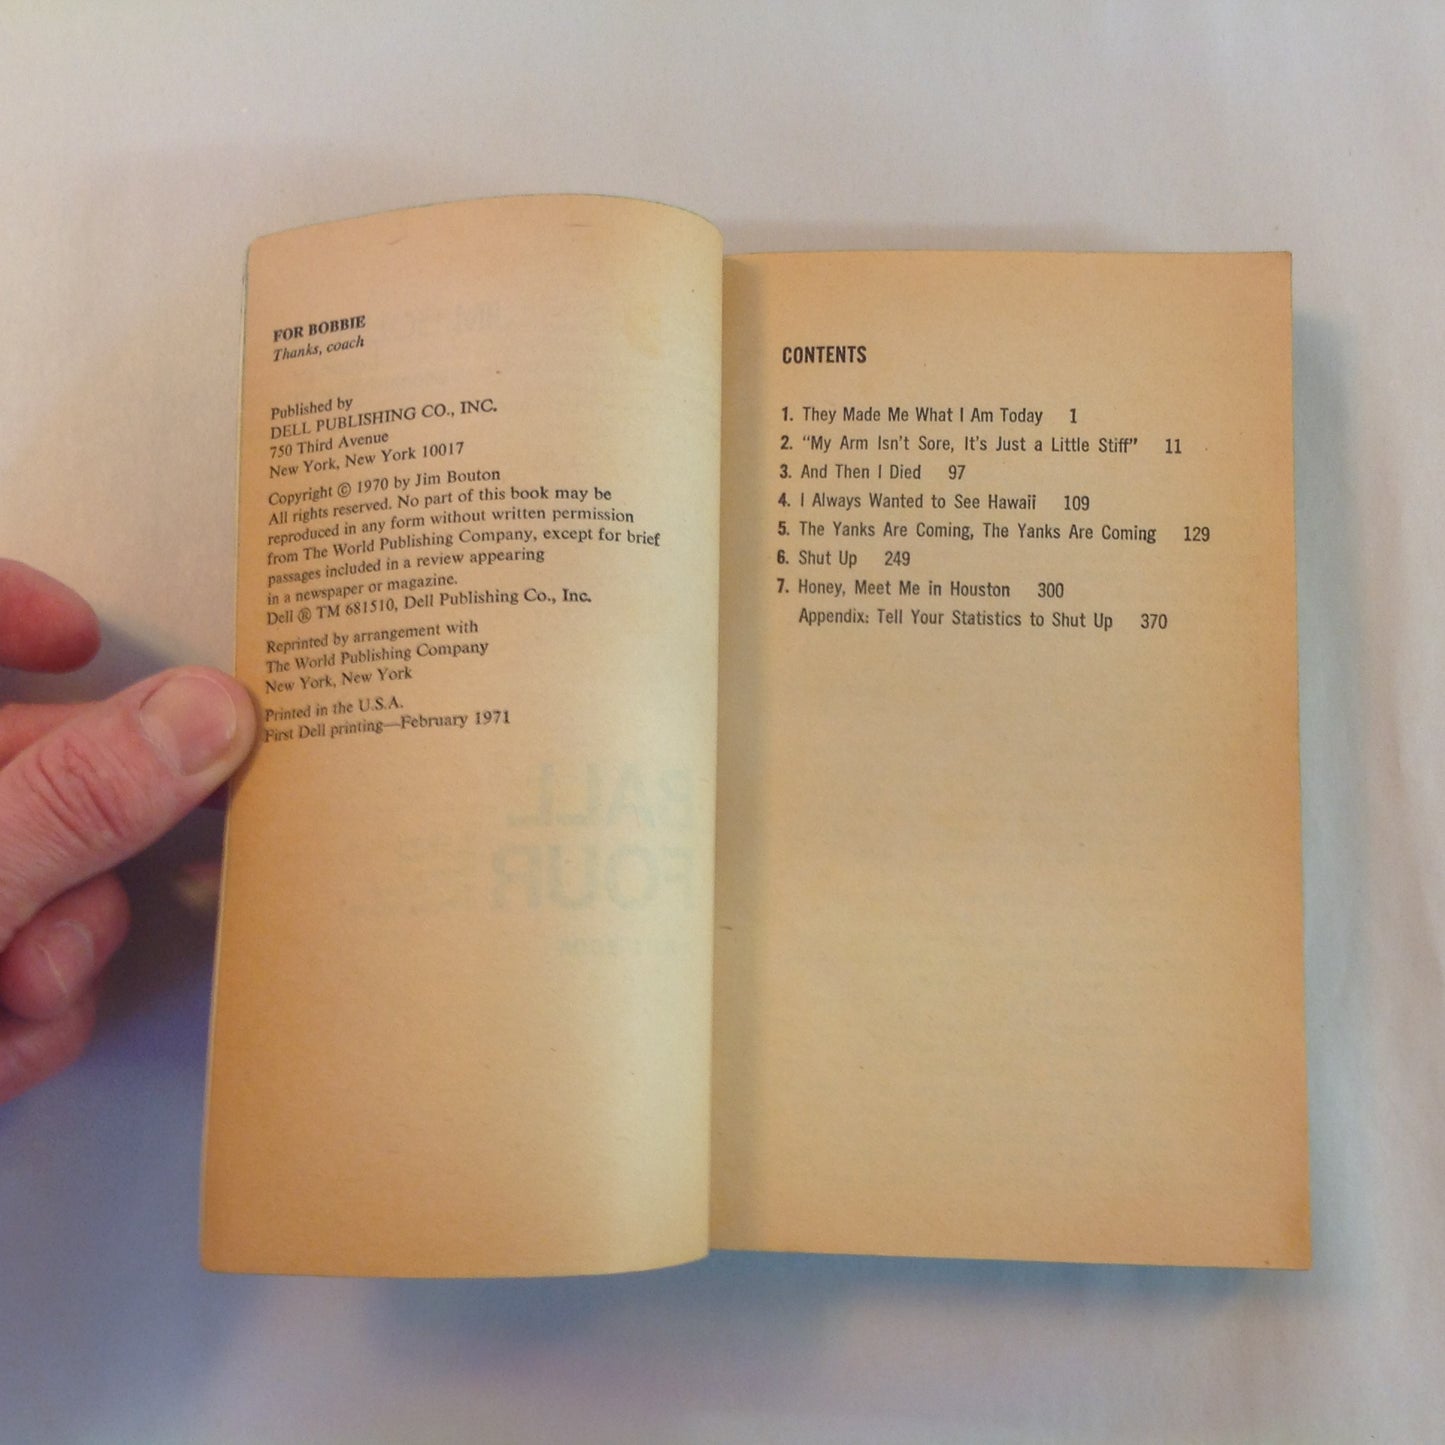 FOR BOBBIE
Thanks, coach
Published by
DELL PUBLISHING CO., INC.
750 Third Avenue
New York, New York 10017
Copyright © 1970 by Jim Bouton
All rights reserved. No part of this book may be
reproduced in any form without written permission
from The World Publishing Company, except for brief
passages included in a review appearing
in a newspaper or magazine.
Dell ® TM 681510, Dell Publishing Co., Inc.
Reprinted by arrangement with
The World Publishing Company
New York, New York
Printed in the U.S.A.
First Dell printing—February 1971
BALL
FOUR
CONTENTS
1. They Made Me What I Am Today 1
2. "My Arm Isn't Sore, It's Just a Little Stiff" 11
3. And Then I Died 97
4. I Always Wanted to See Hawaii 109
5. The Yanks Are Coming, The Yanks Are Coming 129
6. Shut Up 249
7. Honey, Meet Me in Houston 300
Appendix: Tell Your Statistics to Shut Up 370